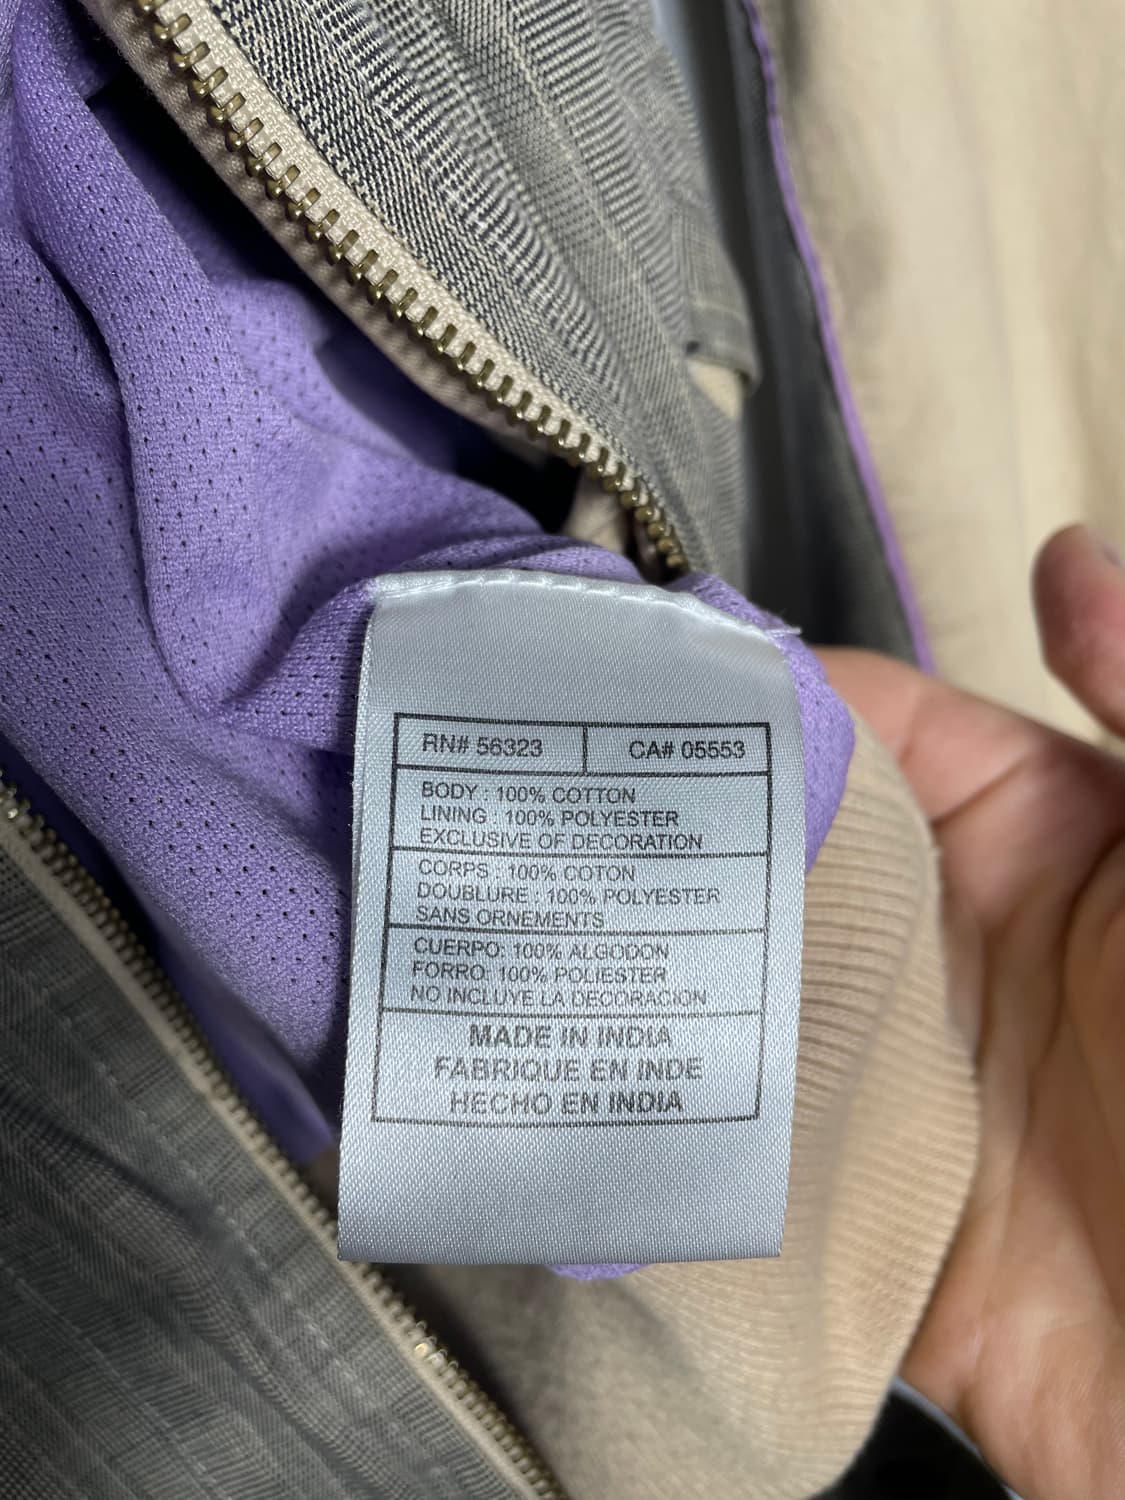 RN# 56323 CA# 05553
BODY : 100% COTTON
LINING : 100% POLYESTER
EXCLUSIVE OF DECORATION
CORPS : 100% COTON
DOUBLURE : 100% POLYESTER
SANS ORNEMENTS
CUERPO: 100% ALGODON
FORRO: 100% POLIESTER
NO INCLUYE LA DECORACION
MADE IN INDIA
FABRIQUE EN INDE
HECHO EN INDIA